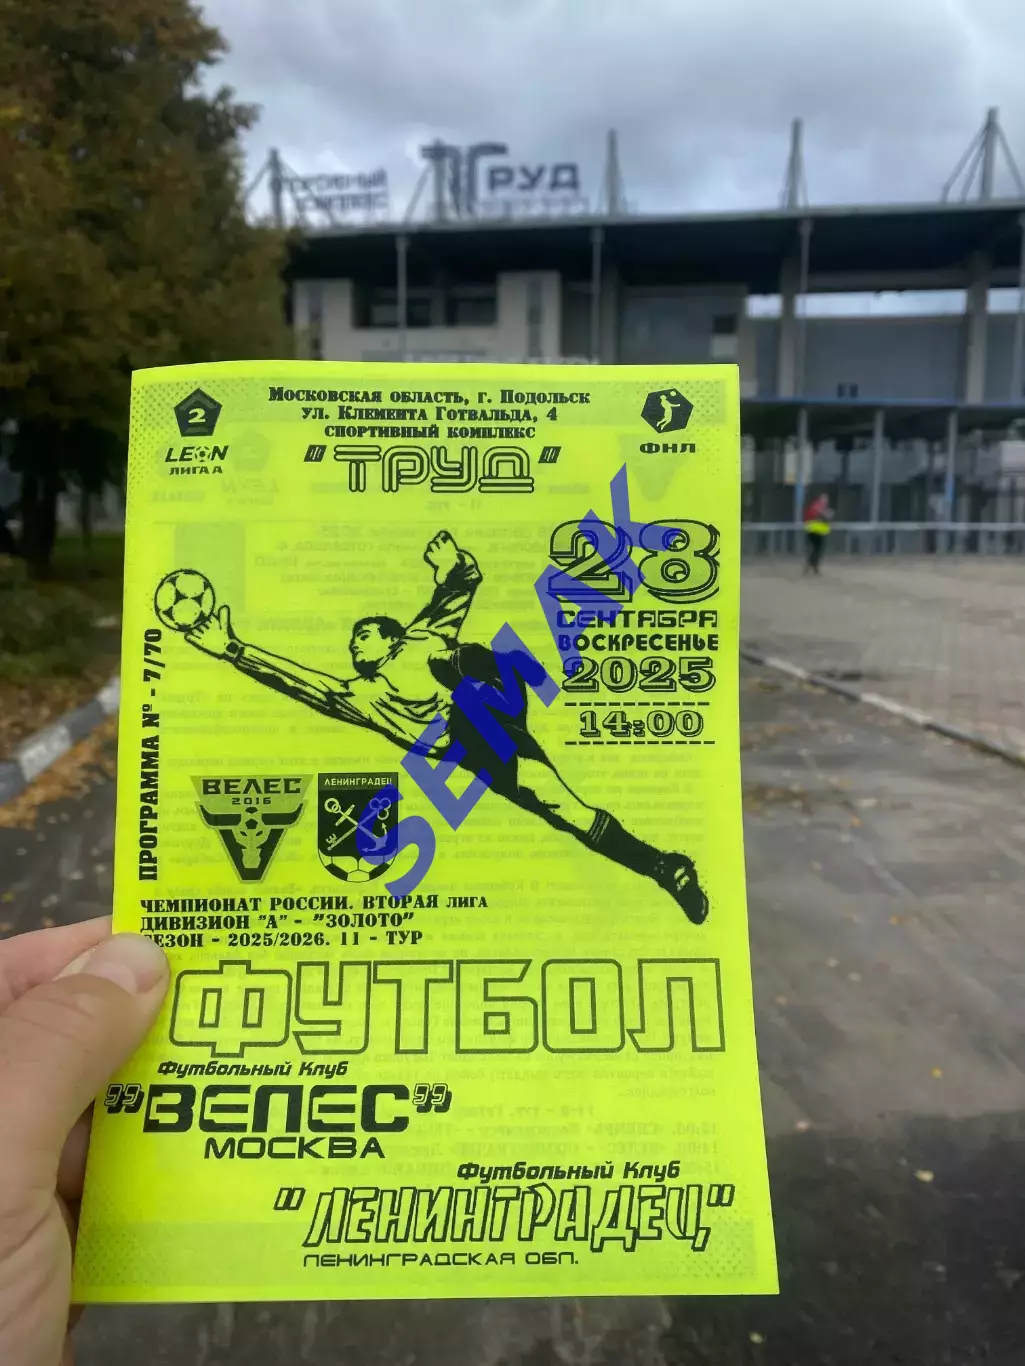 ТРУД
Московская область, г. Подольск
ул. Клемента Готвальда, 4
спортивный комплекс
"ТРУД"
2
LEON
ЛИГА А
ФНЛ
28
СЕНТЯБРЯ
ВОСКРЕСЕНЬЕ
2025
14:00
ПРОГРАММА № - 7/70
ВЕЛЕС
2016
ЛЕНИНГРАДЕЦ
SEMAK
Чемпионат России. Вторая лига
Дивизион "А" - "Золото"
Сезон - 2025/2026. 11 - тур
ФУТБОЛ
Футбольный Клуб
"ВЕЛЕС"
МОСКВА
Футбольный Клуб
"ЛЕНИНГРАДЕЦ"
ЛЕНИНГРАДСКАЯ ОБЛ.